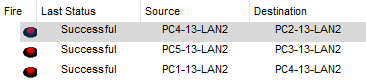 Fire Last Status Source Destination
Successful PC4-13-LAN2 PC2-13-LAN2
Successful PC5-13-LAN2 PC3-13-LAN2
Successful PC1-13-LAN2 PC4-13-LAN2